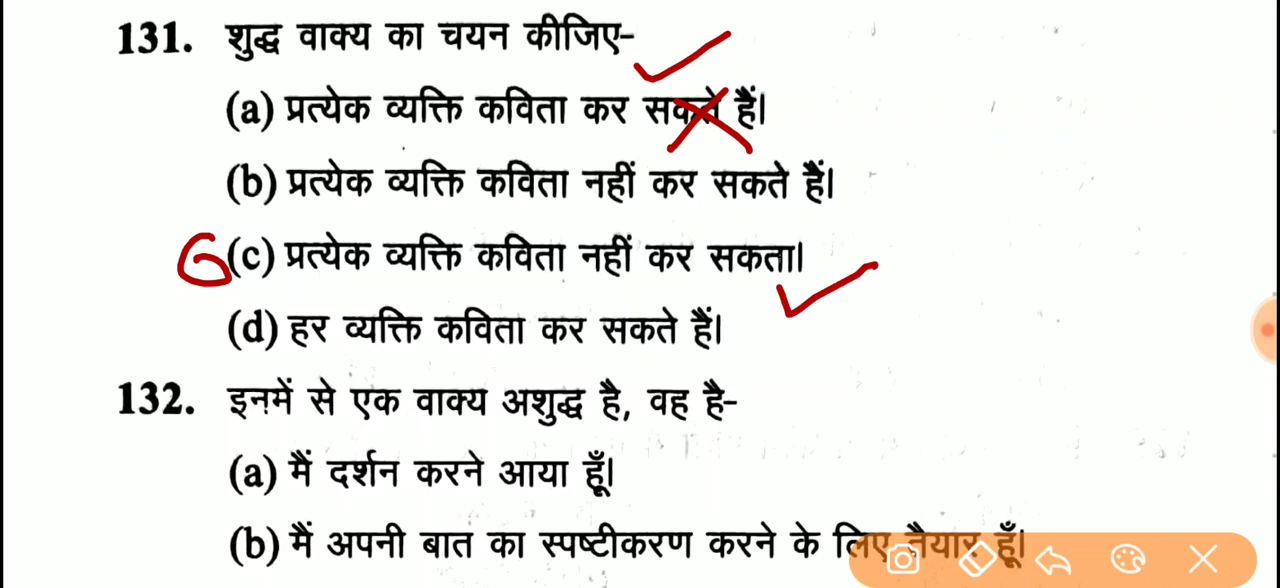 131. शुद्ध वाक्य का चयन कीजिए-
(a) प्रत्येक व्यक्ति कविता कर सकते हैं।
(b) प्रत्येक व्यक्ति कविता नहीं कर सकते हैं।
(c) प्रत्येक व्यक्ति कविता नहीं कर सकता।
(d) हर व्यक्ति कविता कर सकते हैं।
132. इनमें से एक वाक्य अशुद्ध है, वह है-
(a) मैं दर्शन करने आया हूँ।
(b) मैं अपनी बात का स्पष्टीकरण करने के लिए तैयार हूँ।